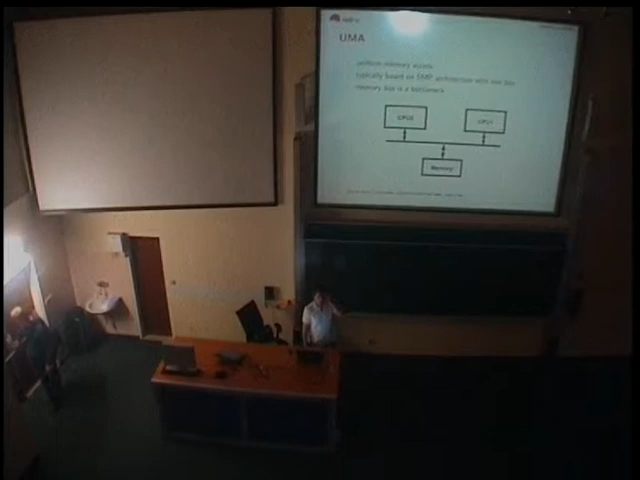 UMA
uniform memory access
typically based on SMP architecture with one bus
memory bus is a bottleneck
CPU0
CPU1
Memory